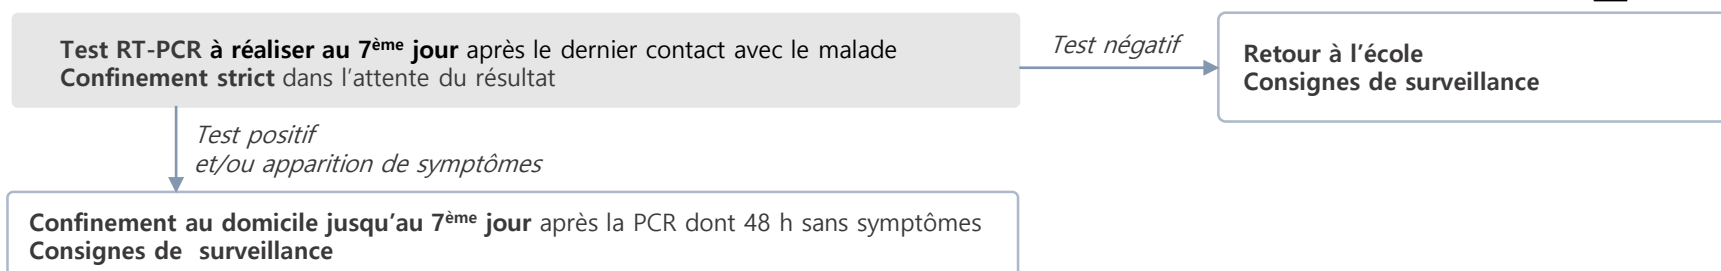 Test RT-PCR à réaliser au 7ème jour après le dernier contact avec le malade
Confinement strict dans l'attente du résultat
Test négatif
Retour à l'école
Consignes de surveillance
Test positif
et/ou apparition de symptômes
Confinement au domicile jusqu'au 7ème jour après la PCR dont 48 h sans symptômes
Consignes de  surveillance